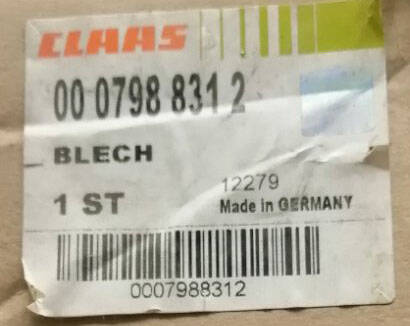 CLAAS
00 0798 831 2
BLECH
12279
1 ST
Made in GERMANY
0007988312